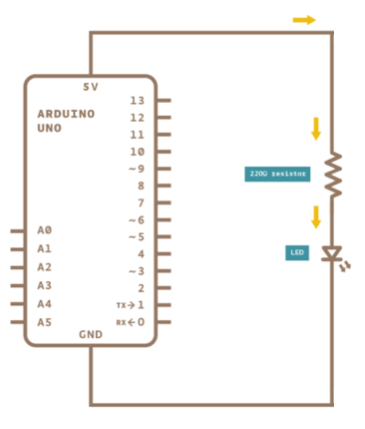 5V
ARDUINO
UNO
13
12
11
10
~9
8
7
~6
~5
4
~3
2
TX→1
RX←0
A0
A1
A2
A3
A4
A5
GND
220Ω resistor
LED